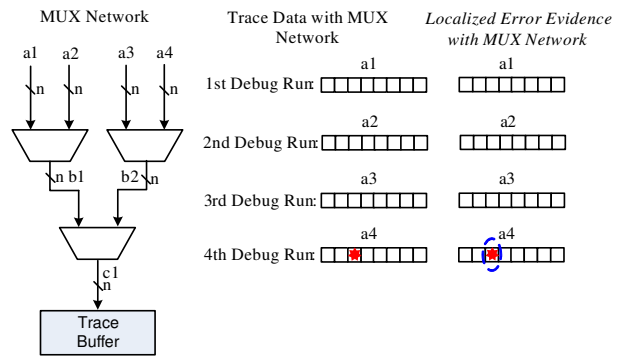 MUX Network
a1 a2 a3 a4
n n n n
n b1 b2 n
c1
n
Trace
Buffer
Trace Data with MUX
Network
a1
1st Debug Run:
a2
2nd Debug Run:
a3
3rd Debug Run:
a4
4th Debug Run:
Localized Error Evidence
with MUX Network
a1
a2
a3
a4